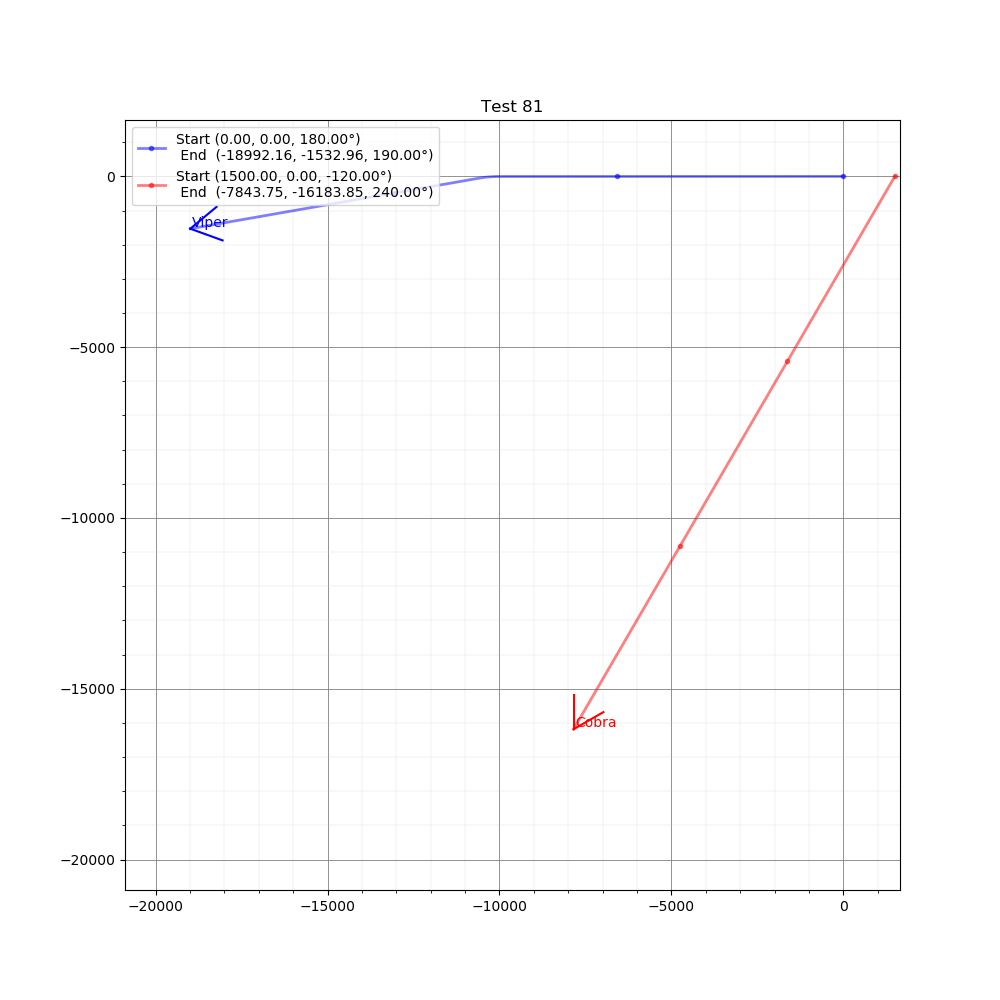 Test 81
Start (0.00, 0.00, 180.00°)
End (-18992.16, -1532.96, 190.00°)
Start (1500.00, 0.00, -120.00°)
End (-7843.75, -16183.85, 240.00°)
0
Viper
−5000
−10000
−15000
Cobra
−20000
−20000 −15000 −10000 −5000 0